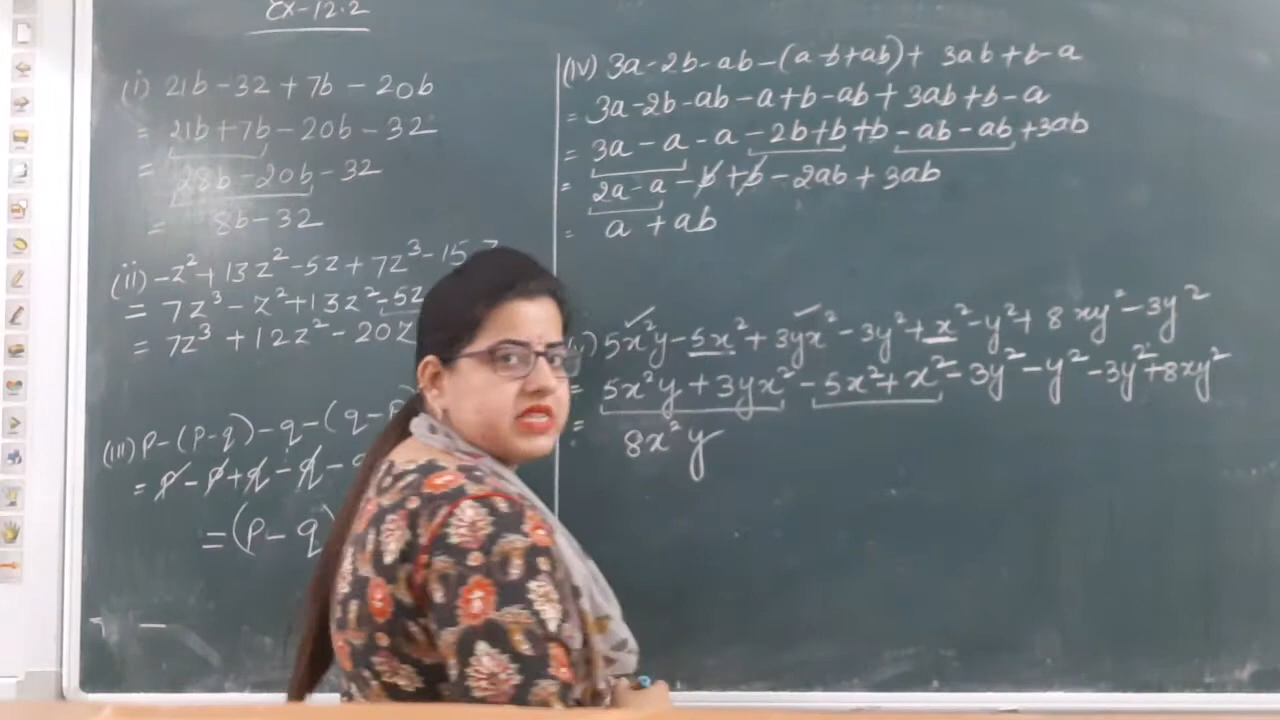 Ex-12.2
(i) 21b - 32 + 7b - 20b
= 21b + 7b - 20b - 32
= 28b - 20b - 32
= 8b - 32
(ii) -z² + 13z² - 5z + 7z³ - 15z
= 7z³ - z² + 13z² - 5z
= 7z³ + 12z² - 20z
(iii) p - (p - q) - q - (q -
= p - p + q - q -
= (p - q)
(iv) 3a - 2b - ab - (a - b + ab) + 3ab + b - a
= 3a - 2b - ab - a + b - ab + 3ab + b - a
= 3a - a - a - 2b + b + b - ab - ab + 3ab
= 2a - a - b + b - 2ab + 3ab
= a + ab
5x²y - 5x² + 3yx² - 3y² + x² - y² + 8xy² - 3y²
= 5x²y + 3yx² - 5x² + x² - 3y² - y² - 3y² + 8xy²
= 8x²y